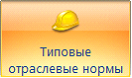 Типовые
отраслевые нормы